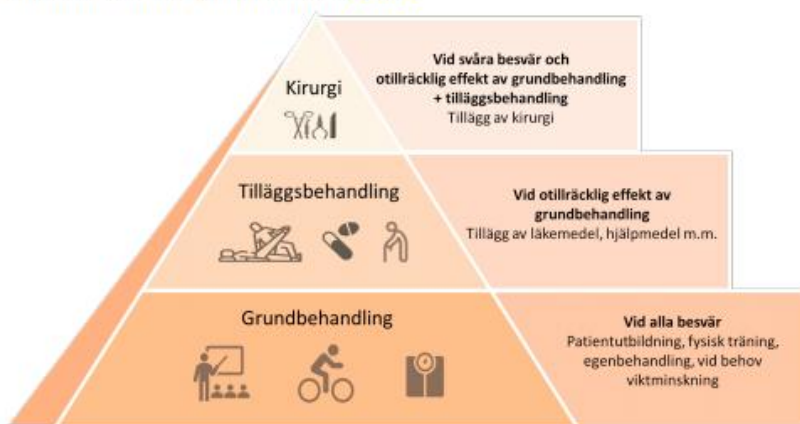 Kirurgi
Vid svåra besvär och
otillräcklig effekt av grundbehandling
+ tilläggsbehandling
Tillägg av kirurgi
Tilläggsbehandling
Vid otillräcklig effekt av
grundbehandling
Tillägg av läkemedel, hjälpmedel m.m.
Grundbehandling
Vid alla besvär
Patientutbildning, fysisk träning,
egenbehandling, vid behov
viktminskning